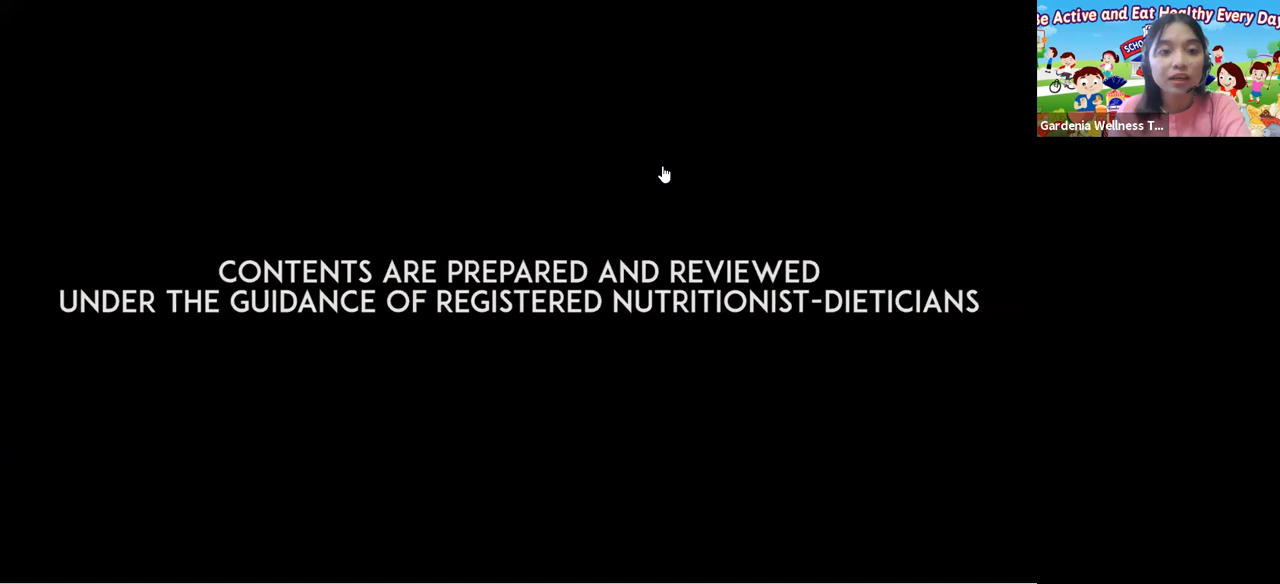 Be Active and Eat Healthy Every Day
Gardenia Wellness T...
CONTENTS ARE PREPARED AND REVIEWED
UNDER THE GUIDANCE OF REGISTERED NUTRITIONIST-DIETICIANS